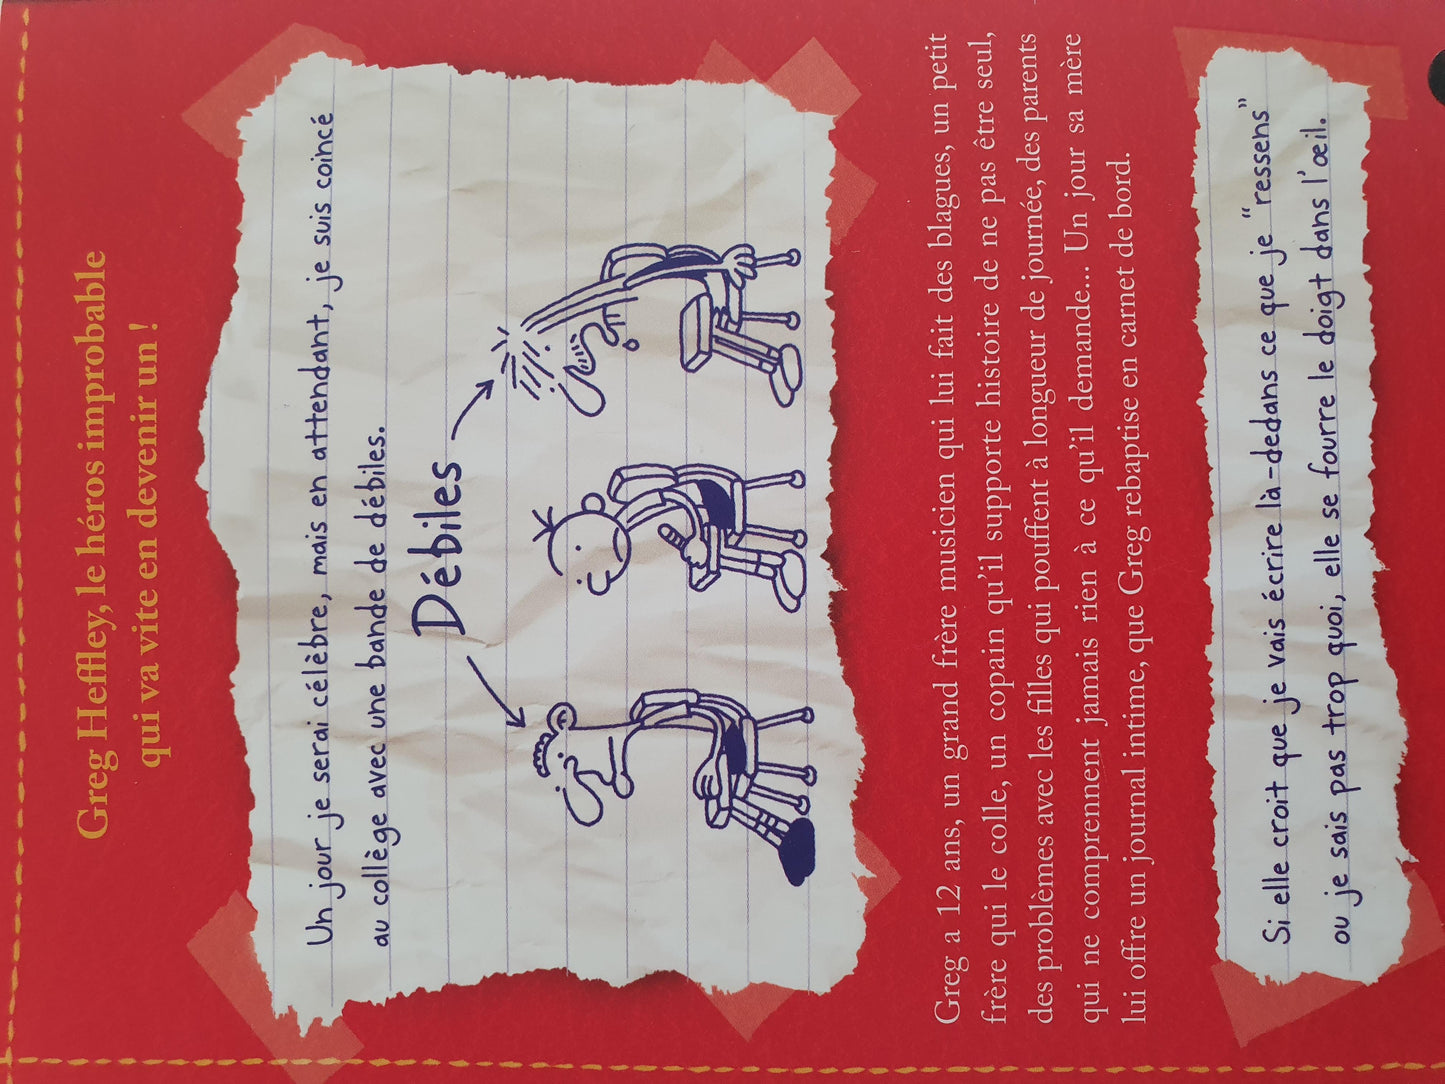 Greg Heffley, le héros improbable
qui va vite en devenir un !
Un jour je serai célèbre, mais en attendant, je suis coincé
au collège avec une bande de débiles.
Débiles
Greg a 12 ans, un grand frère musicien qui lui fait des blagues, un petit
frère qui le colle, un copain qu'il supporte histoire de ne pas être seul,
des problèmes avec les filles qui pouffent à longueur de journée, des parents
qui ne comprennent jamais rien à ce qu'il demande... Un jour sa mère
lui offre un journal intime, que Greg rebaptise en carnet de bord.
Si elle croit que je vais écrire là-dedans ce que je "ressens"
ou je sais pas trop quoi, elle se fourre le doigt dans l'œil.